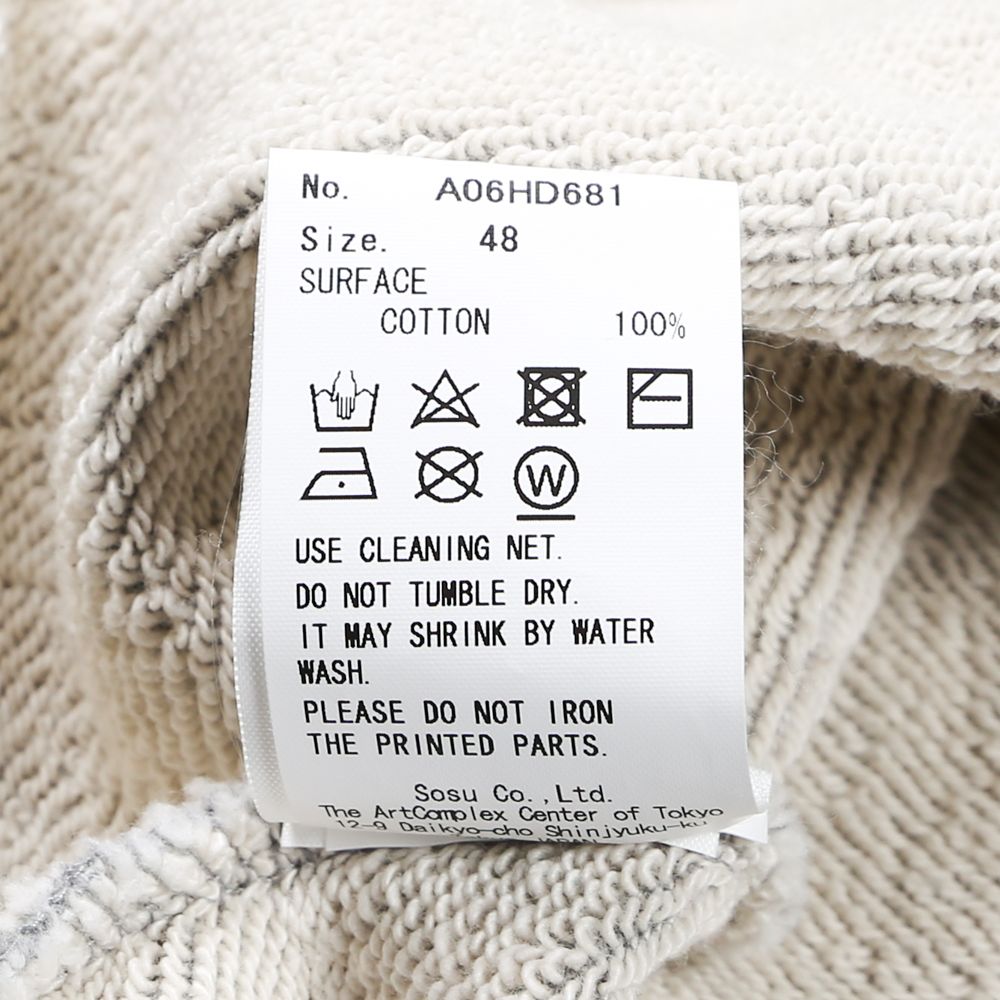 No. A06HD681
Size. 48
SURFACE
COTTON 100%
W
USE CLEANING NET.
DO NOT TUMBLE DRY.
IT MAY SHRINK BY WATER
WASH.
PLEASE DO NOT IRON
THE PRINTED PARTS.
Sosu Co.,Ltd.
The ArtComplex Center of Tokyo
12-9 Daikyo-cho Shinjyuku-ku
JAPAN